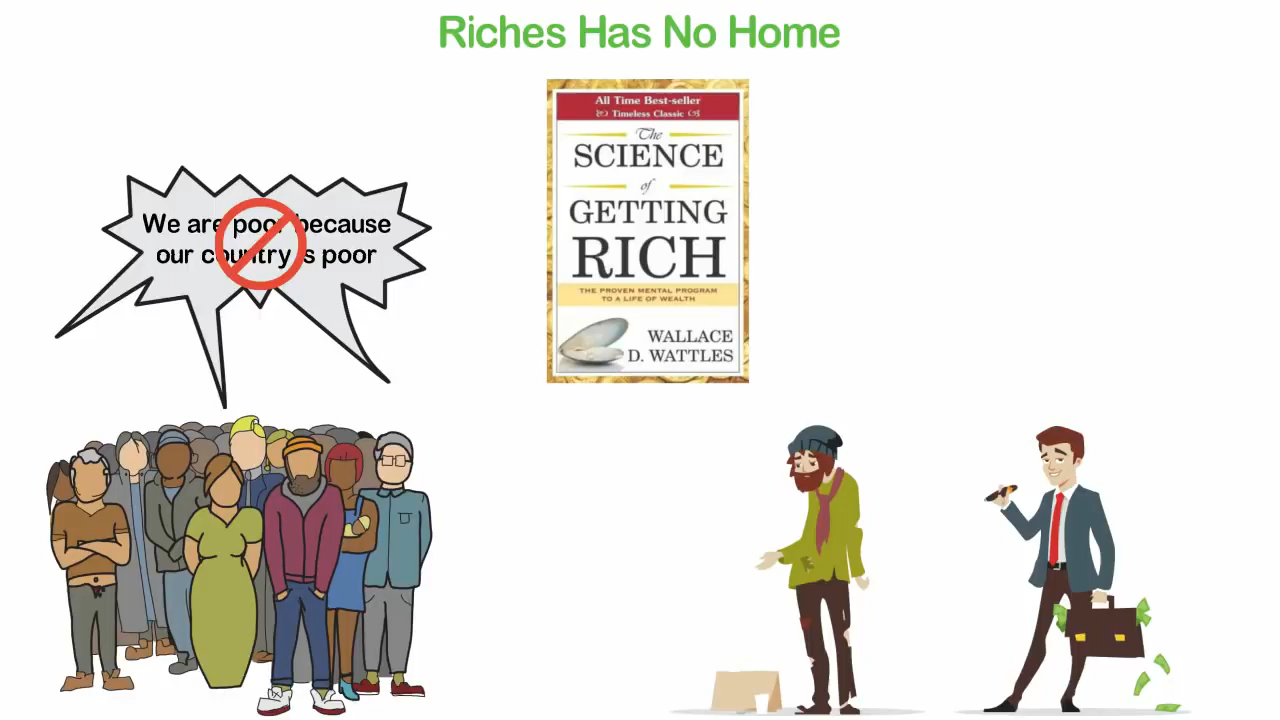 Riches Has No Home
All Time Best-seller
Timeless Classic
The
SCIENCE
of
GETTING
RICH
THE PROVEN MENTAL PROGRAM
TO A LIFE OF WEALTH
WALLACE
D. WATTLES
We are poor because
our country is poor